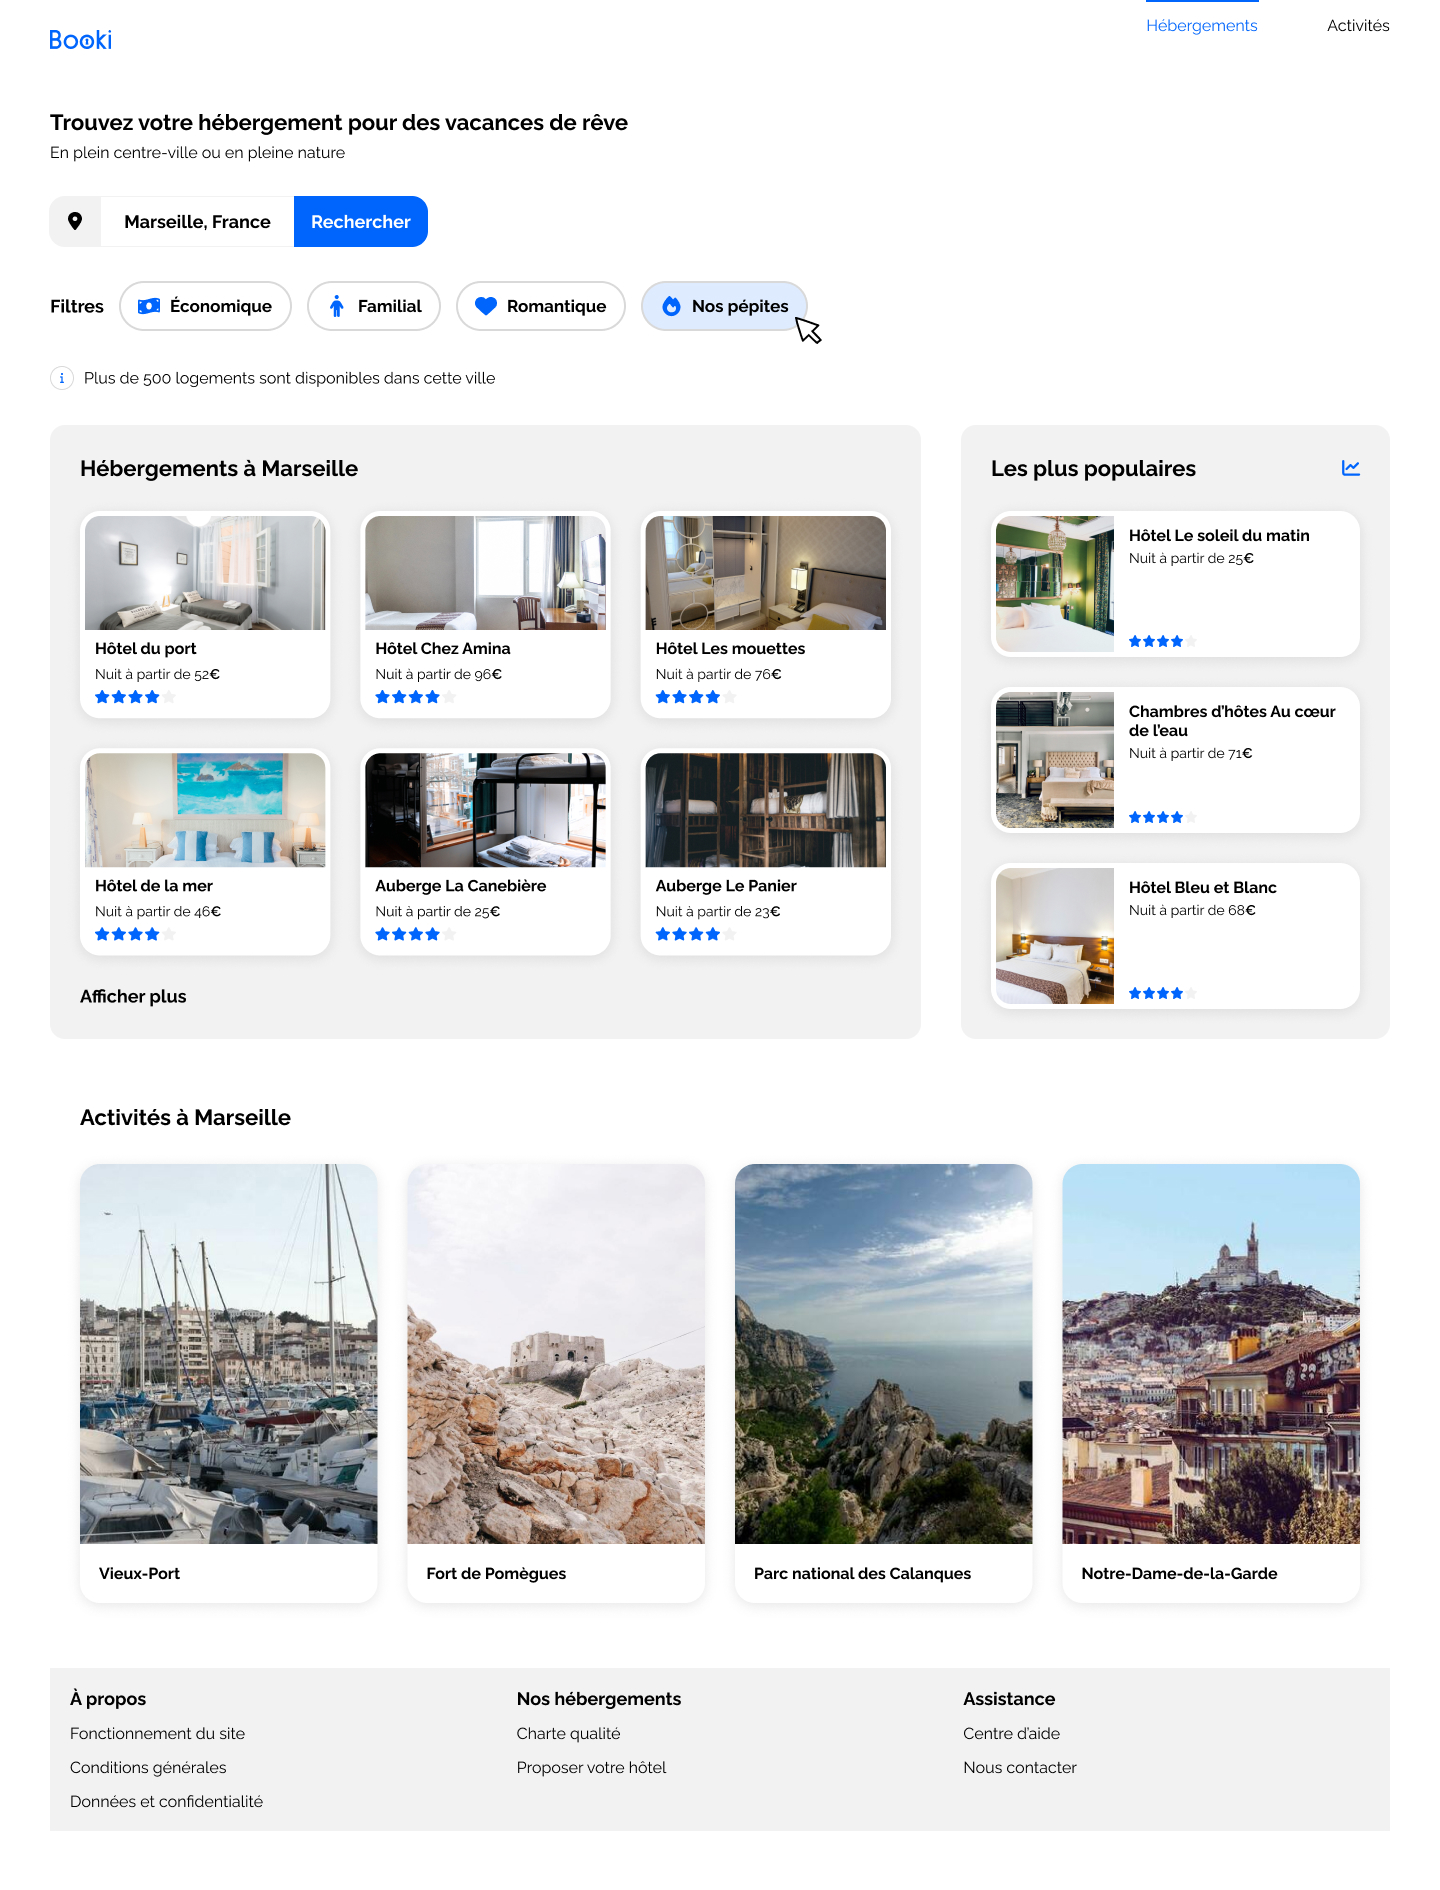 Booki
Hébergements
Activités
Trouvez votre hébergement pour des vacances de rêve
En plein centre-ville ou en pleine nature
Marseille, France
Rechercher
Filtres
Économique
Familial
Romantique
Nos pépites
Plus de 500 logements sont disponibles dans cette ville
Hébergements à Marseille
Hôtel du port
Nuit à partir de 52€
Hôtel Chez Amina
Nuit à partir de 96€
Hôtel Les mouettes
Nuit à partir de 76€
Hôtel de la mer
Nuit à partir de 46€
Auberge La Canebière
Nuit à partir de 25€
Auberge Le Panier
Nuit à partir de 23€
Afficher plus
Les plus populaires
Hôtel Le soleil du matin
Nuit à partir de 25€
Chambres d'hôtes Au cœur
de l'eau
Nuit à partir de 71€
Hôtel Bleu et Blanc
Nuit à partir de 68€
Activités à Marseille
Vieux-Port
Fort de Pomègues
Parc national des Calanques
Notre-Dame-de-la-Garde
À propos
Fonctionnement du site
Conditions générales
Données et confidentialité
Nos hébergements
Charte qualité
Proposer votre hôtel
Assistance
Centre d'aide
Nous contacter